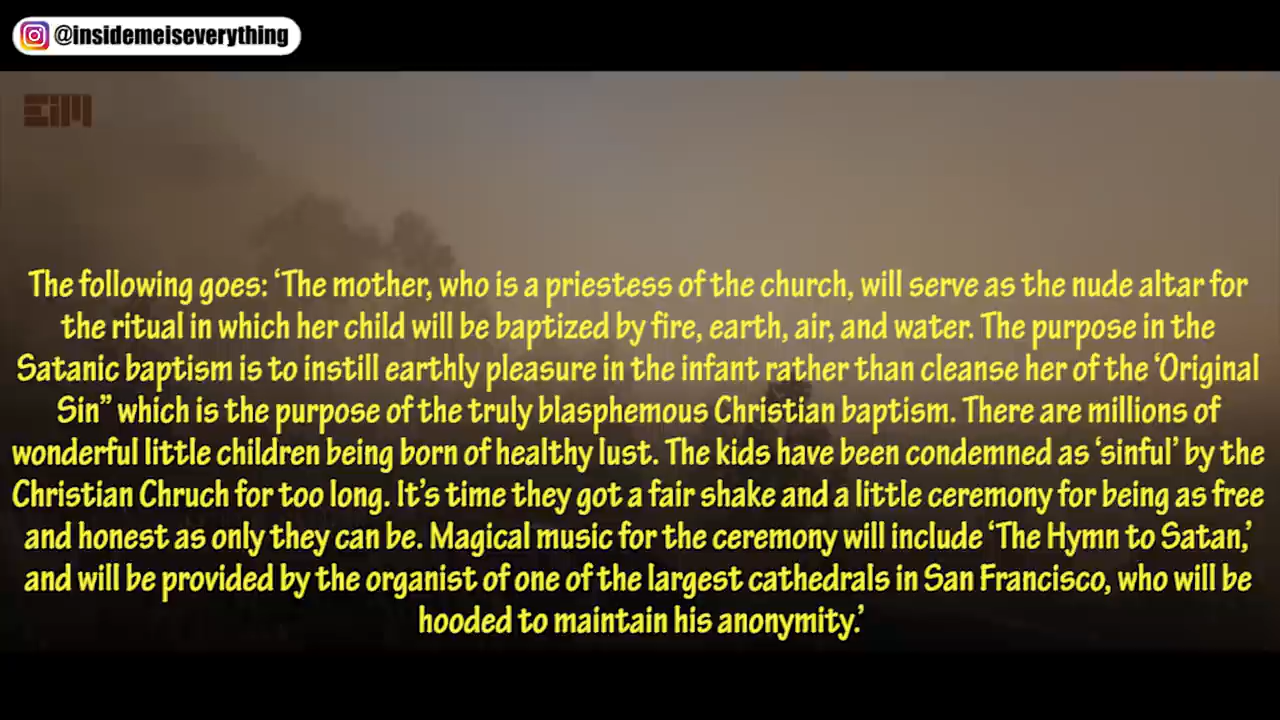 @insidemeiseverything
EiM
The following goes: ‘The mother, who is a priestess of the church, will serve as the nude altar for
the ritual in which her child will be baptized by fire, earth, air, and water. The purpose in the
Satanic baptism is to instill earthly pleasure in the infant rather than cleanse her of the ‘Original
Sin” which is the purpose of the truly blasphemous Christian baptism. There are millions of
wonderful little children being born of healthy lust. The kids have been condemned as ‘sinful’ by the
Christian Chruch for too long. It’s time they got a fair shake and a little ceremony for being as free
and honest as only they can be. Magical music for the ceremony will include ‘The Hymn to Satan,’
and will be provided by the organist of one of the largest cathedrals in San Francisco, who will be
hooded to maintain his anonymity.’